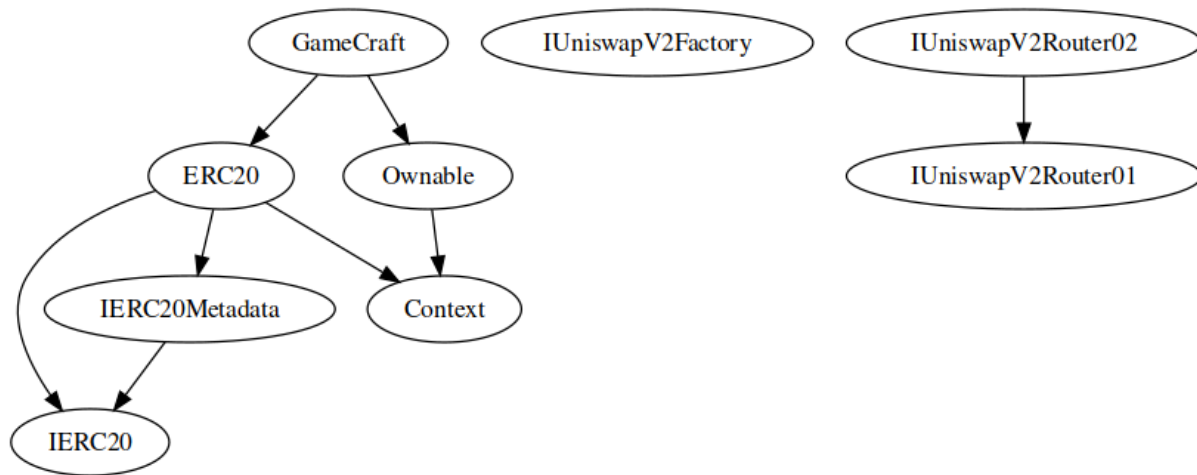 GameCraft
IUniswapV2Factory
IUniswapV2Router02
ERC20
Ownable
IUniswapV2Router01
IERC20Metadata
Context
IERC20